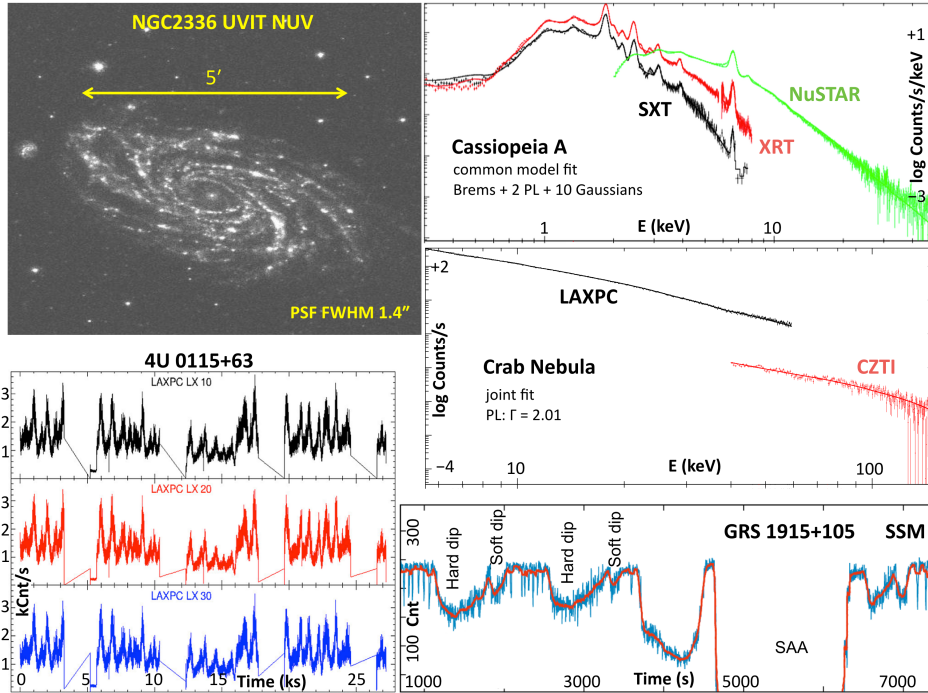 NGC2336 UVIT NUV
5′
PSF FWHM 1.4″
+1
log Counts/s/keV
−3
NuSTAR
SXT
XRT
Cassiopeia A
common model fit
Brems + 2 PL + 10 Gaussians
1
E (keV)
10
+2
log Counts/s
−4
LAXPC
CZTI
Crab Nebula
joint fit
PL: Γ = 2.01
10
E (keV)
100
4U 0115+63
LAXPC LX 10
3
2
1
LAXPC LX 20
3
2
1
kCnt/s
LAXPC LX 30
3
2
1
0
5
10
15
Time (ks)
25
GRS 1915+105 SSM
300
Cnt
100
Hard dip
Soft dip
Hard dip
Soft dip
SAA
1000
3000
Time (s)
5000
7000